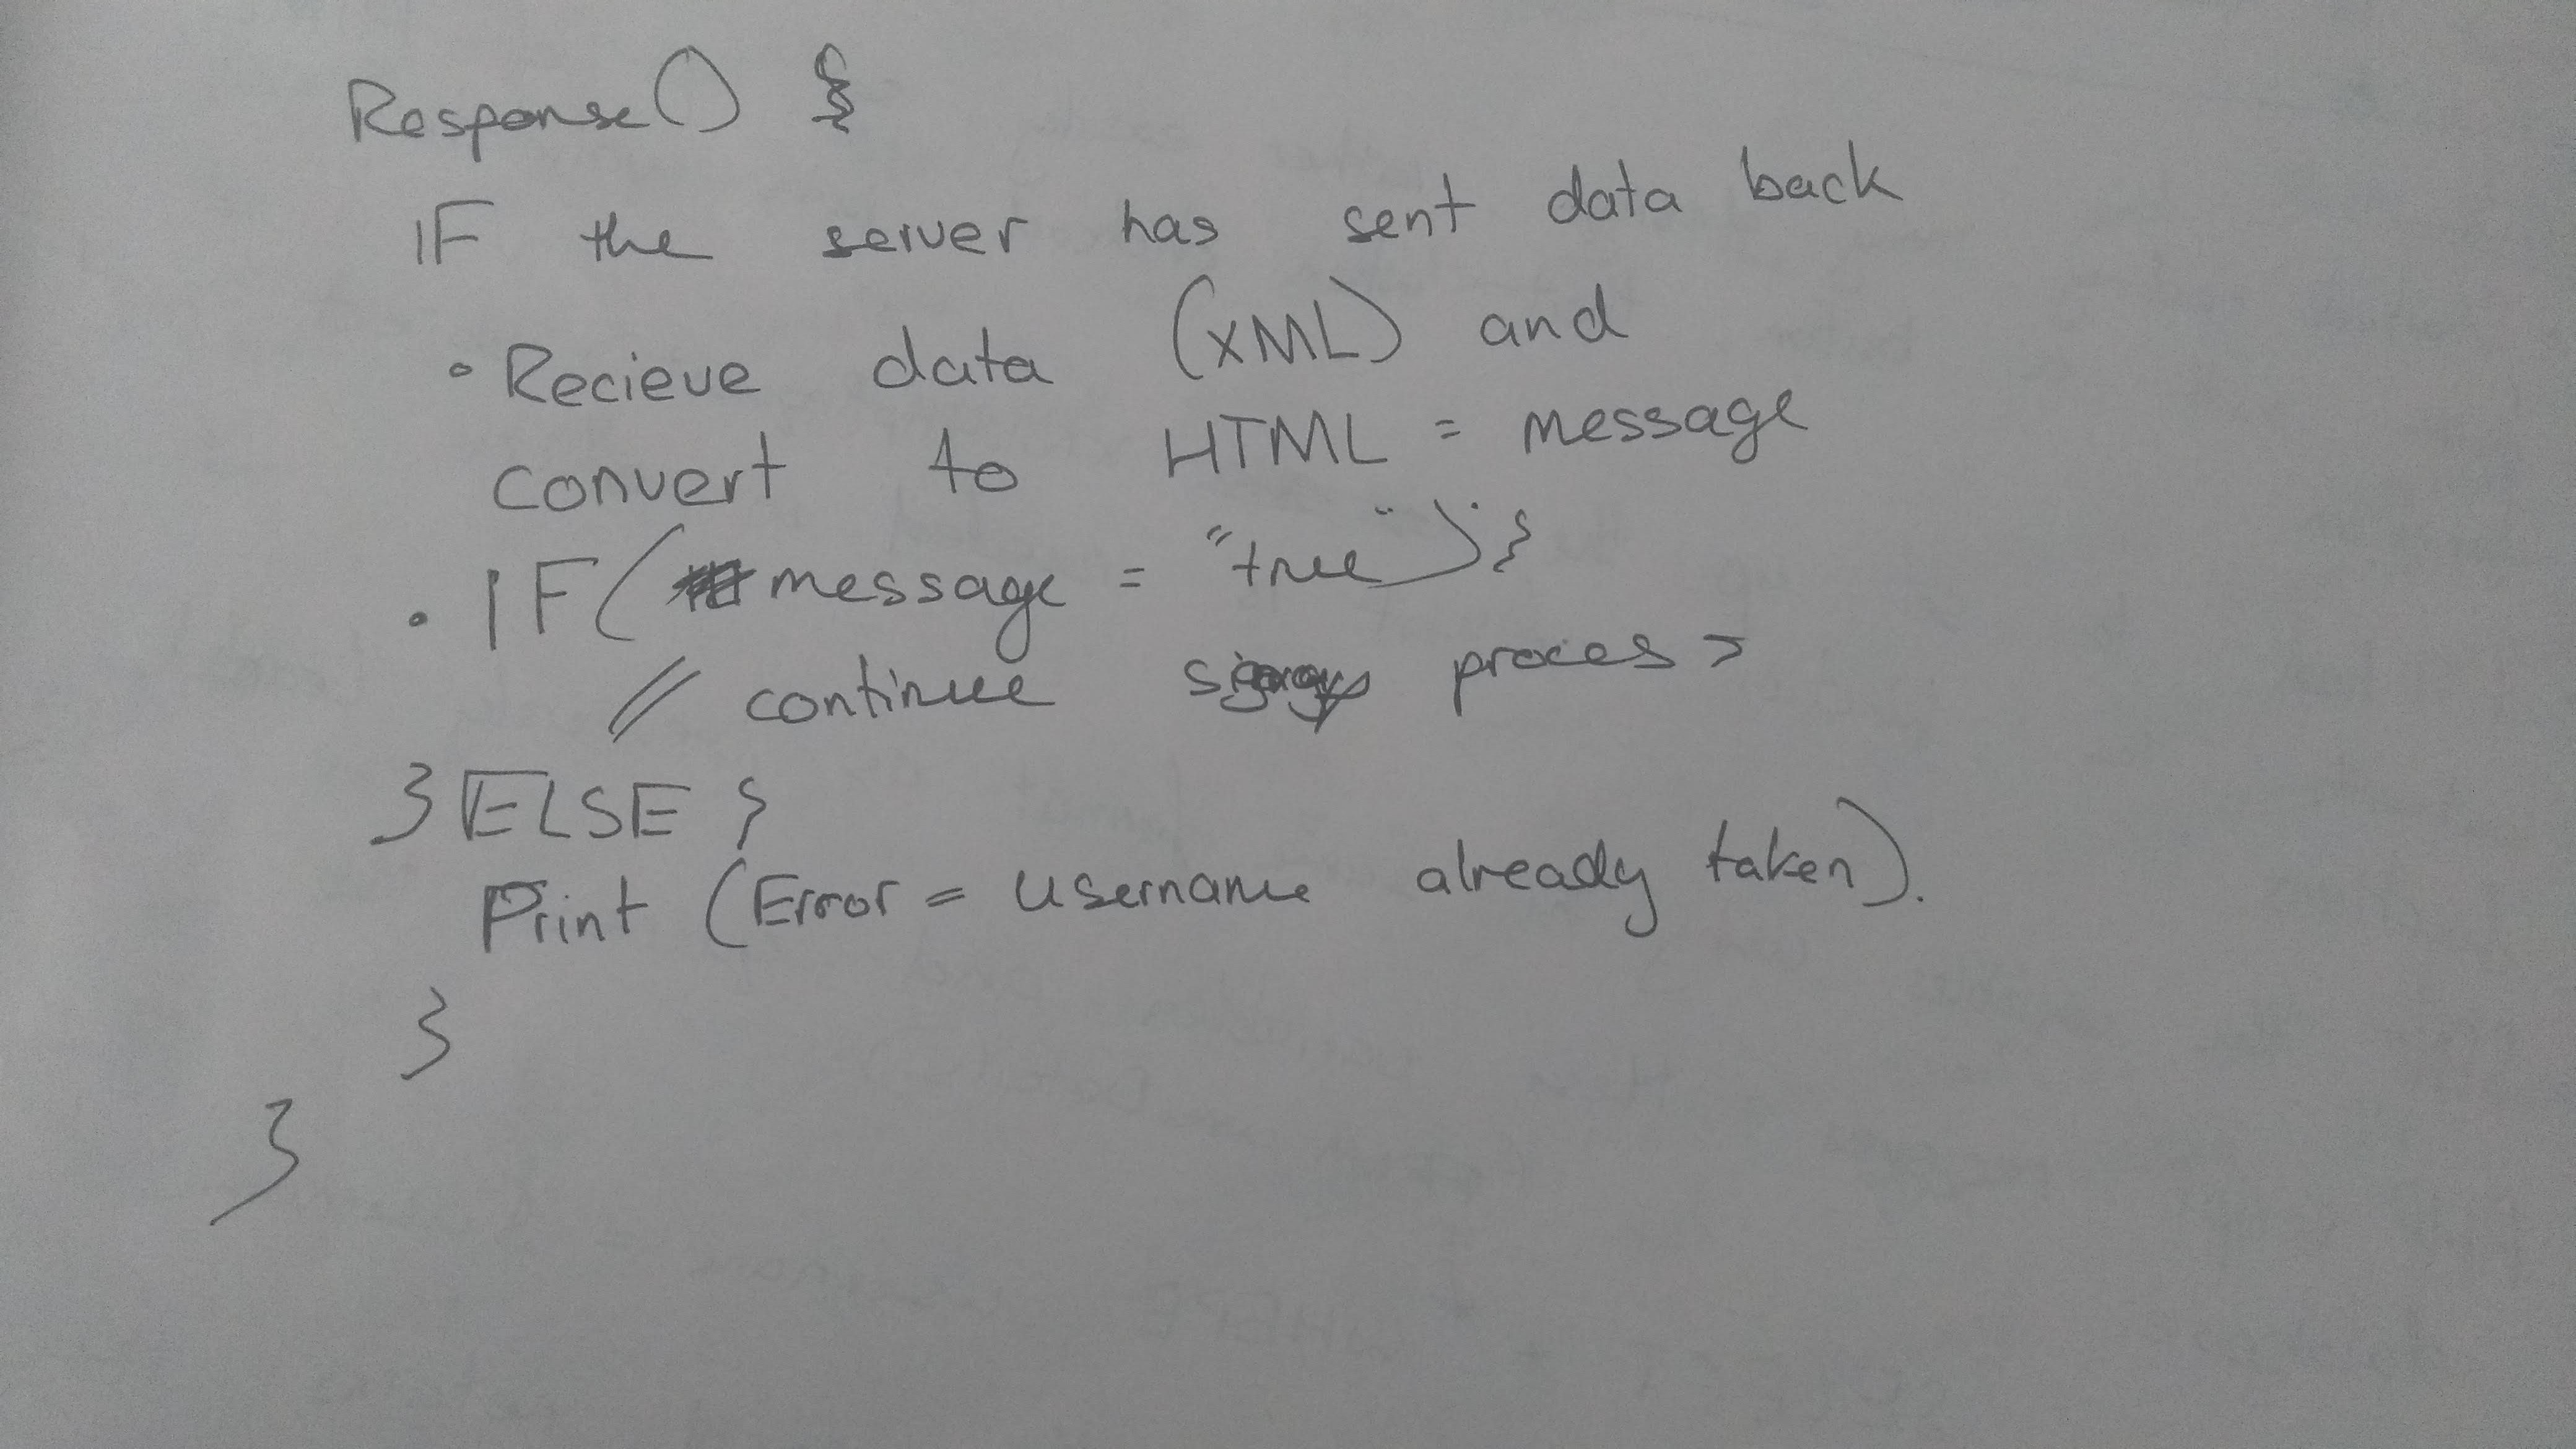 Response() {
IF the server has sent data back
• Recieve data (XML) and
convert to HTML = message
• IF( message = "true"){
// continue process
} ELSE {
Print (Error = username already taken).
}
}